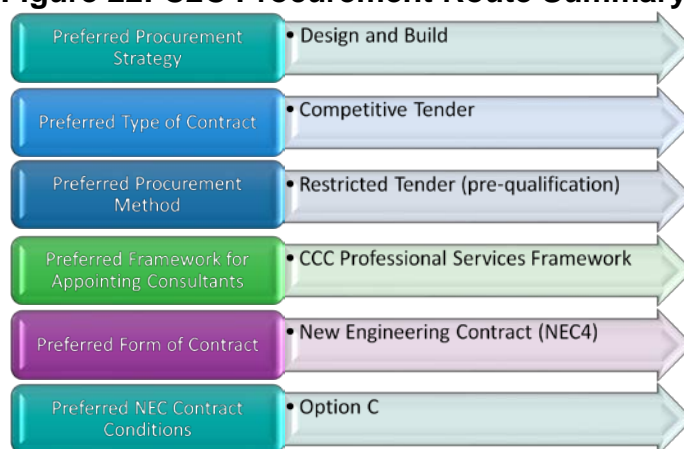 Preferred Procurement
Strategy
• Design and Build
Preferred Type of Contract
• Competitive Tender
Preferred Procurement
Method
• Restricted Tender (pre-qualification)
Preferred Framework for
Appointing Consultants
• CCC Professional Services Framework
Preferred Form of Contract
• New Engineering Contract (NEC4)
Preferred NEC Contract
Conditions
• Option C